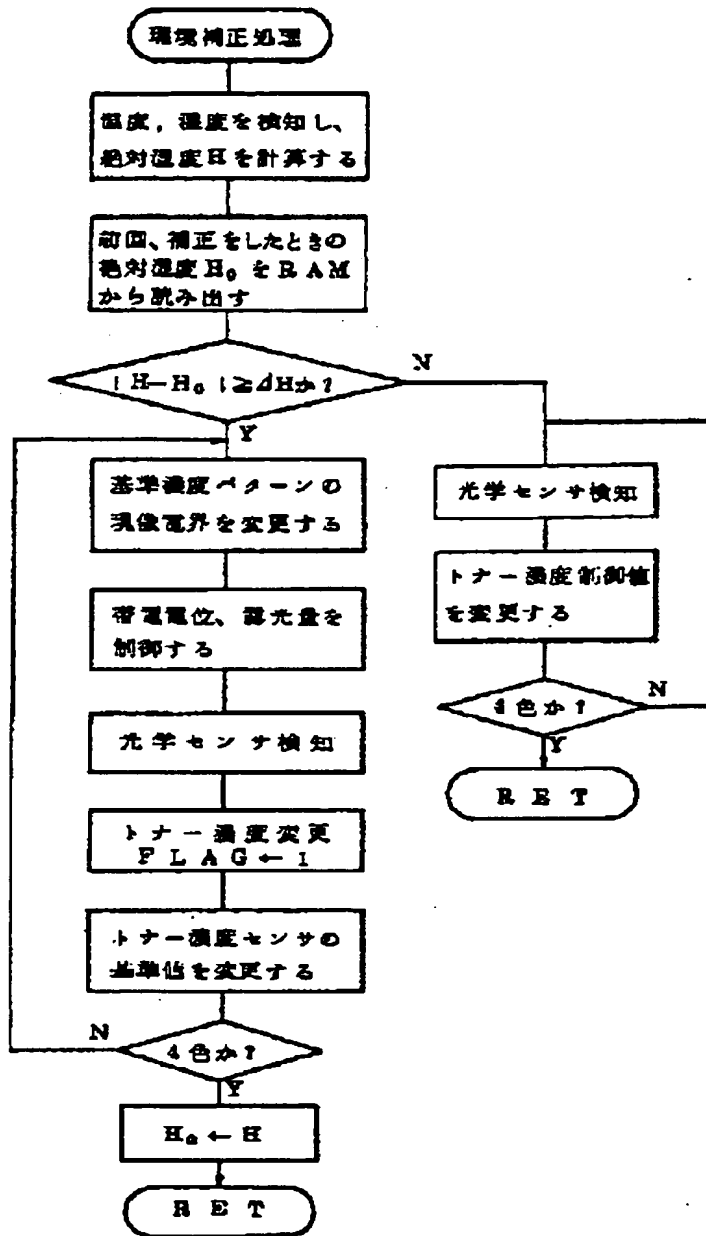 環境補正処理
温度,湿度を検知し、
絶対湿度Hを計算する
前回、補正をしたときの
絶対湿度H₀をRAM
から読み出す
|H-H₀|≧ΔHか?
N
Y
基準濃度パターンの
現像電界を変更する
帯電電位、露光量を
制御する
光学センサ検知
トナー濃度変更
FLAG←1
トナー濃度センサの
基準値を変更する
N
4色か?
Y
H₀←H
RET
光学センサ検知
トナー濃度制御値
を変更する
4色か?
N
Y
RET